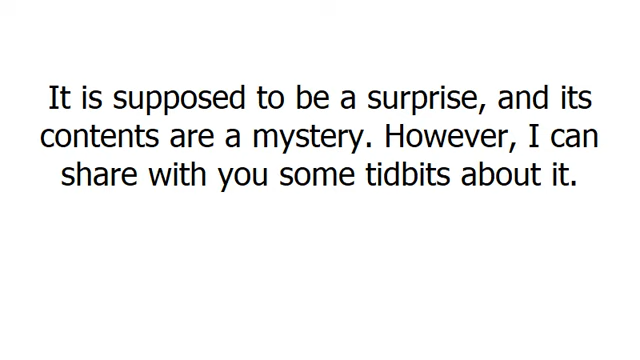 It is supposed to be a surprise, and its
contents are a mystery. However, I can
share with you some tidbits about it.